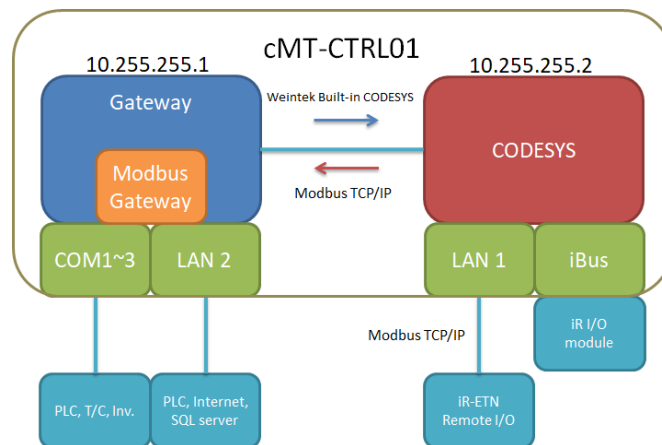 cMT-CTRL01
10.255.255.1
10.255.255.2
Gateway
Weintek Built-in CODESYS
CODESYS
Modbus
Gateway
Modbus TCP/IP
COM1~3
LAN 2
LAN 1
iBus
Modbus TCP/IP
iR I/O
module
PLC, T/C, Inv.
PLC, Internet,
SQL server
iR-ETN
Remote I/O